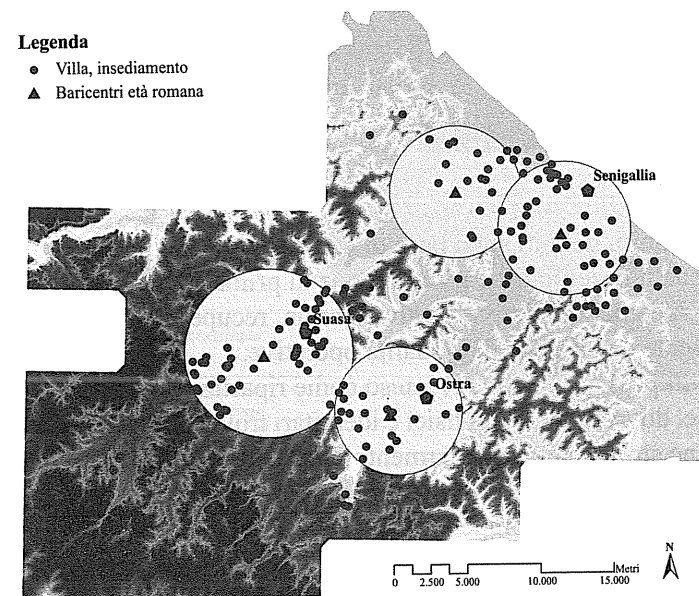 Legenda
Villa, insediamento
Baricentri età romana
Senigallia
Suasa
Ostra
N
Metri
0 2.500 5.000 10.000 15.000